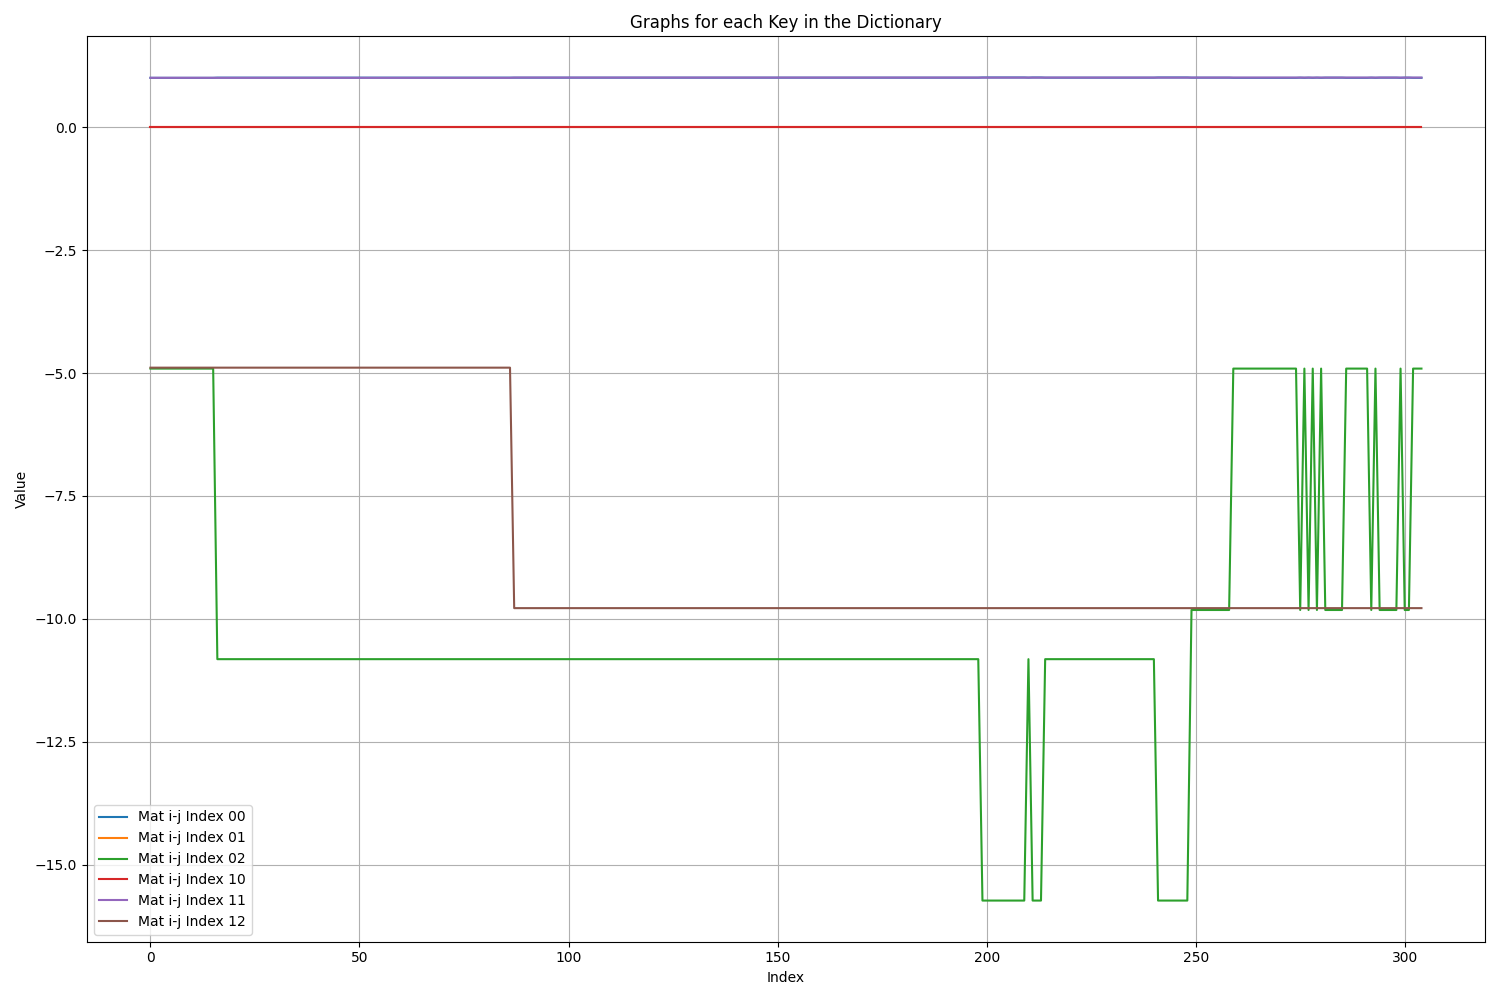 Graphs for each Key in the Dictionary
0.0
−2.5
−5.0
−7.5
−10.0
−12.5
−15.0
Value
Mat i-j Index 00
Mat i-j Index 01
Mat i-j Index 02
Mat i-j Index 10
Mat i-j Index 11
Mat i-j Index 12
0 50 100 150 200 250 300
Index